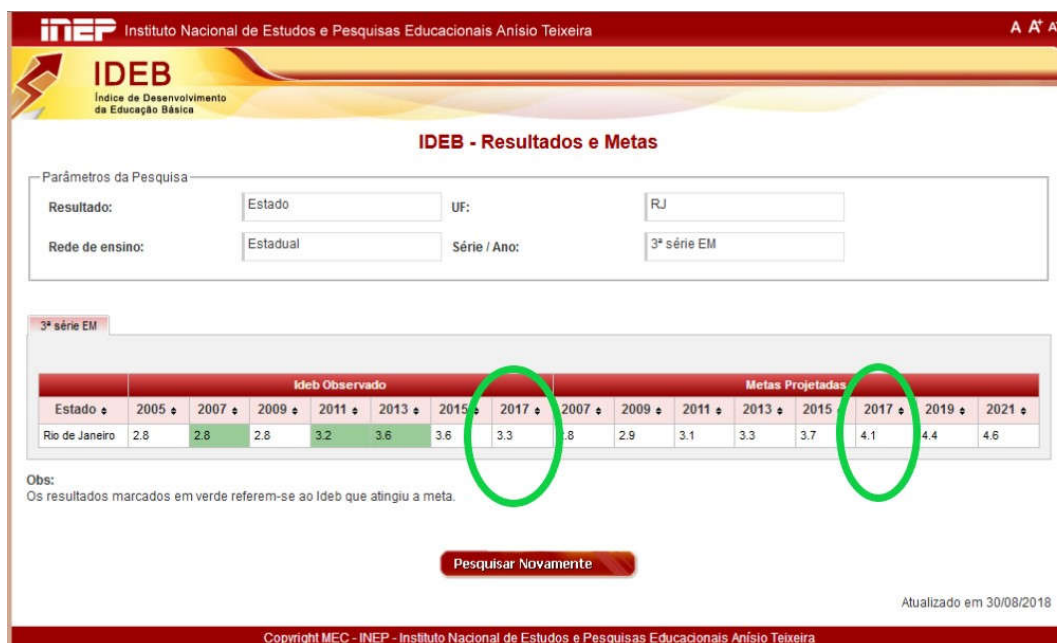 inep Instituto Nacional de Estudos e Pesquisas Educacionais Anísio Teixeira A A+ A
IDEB
Índice de Desenvolvimento
da Educação Básica
IDEB - Resultados e Metas
Parâmetros da Pesquisa
Resultado: Estado UF: RJ
Rede de ensino: Estadual Série / Ano: 3ª série EM
3ª série EM
Ideb Observado Metas Projetadas
Estado 2005 2007 2009 2011 2013 2015 2017 2007 2009 2011 2013 2015 2017 2019 2021
Rio de Janeiro 2.8 2.8 2.8 3.2 3.6 3.6 3.3 2.8 2.9 3.1 3.3 3.7 4.1 4.4 4.6
Obs:
Os resultados marcados em verde referem-se ao Ideb que atingiu a meta.
Pesquisar Novamente
Atualizado em 30/08/2018
Copyright MEC - INEP - Instituto Nacional de Estudos e Pesquisas Educacionais Anísio Teixeira